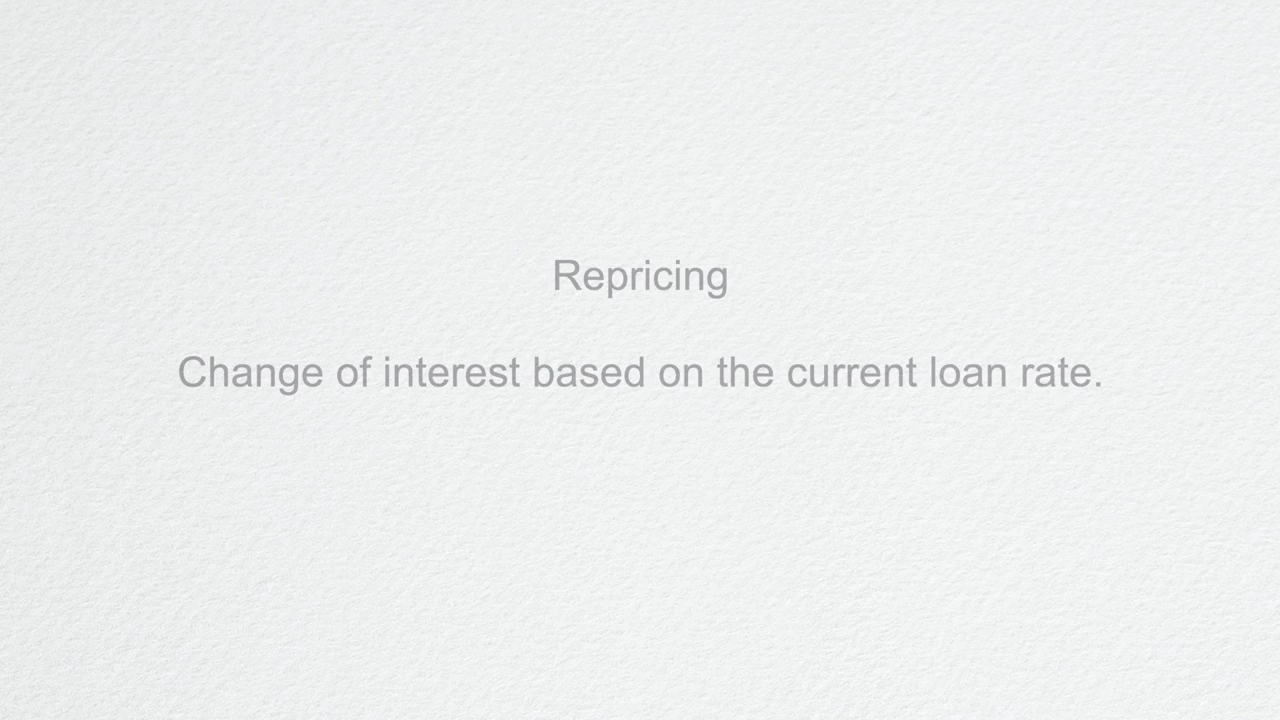 Repricing
Change of interest based on the current loan rate.